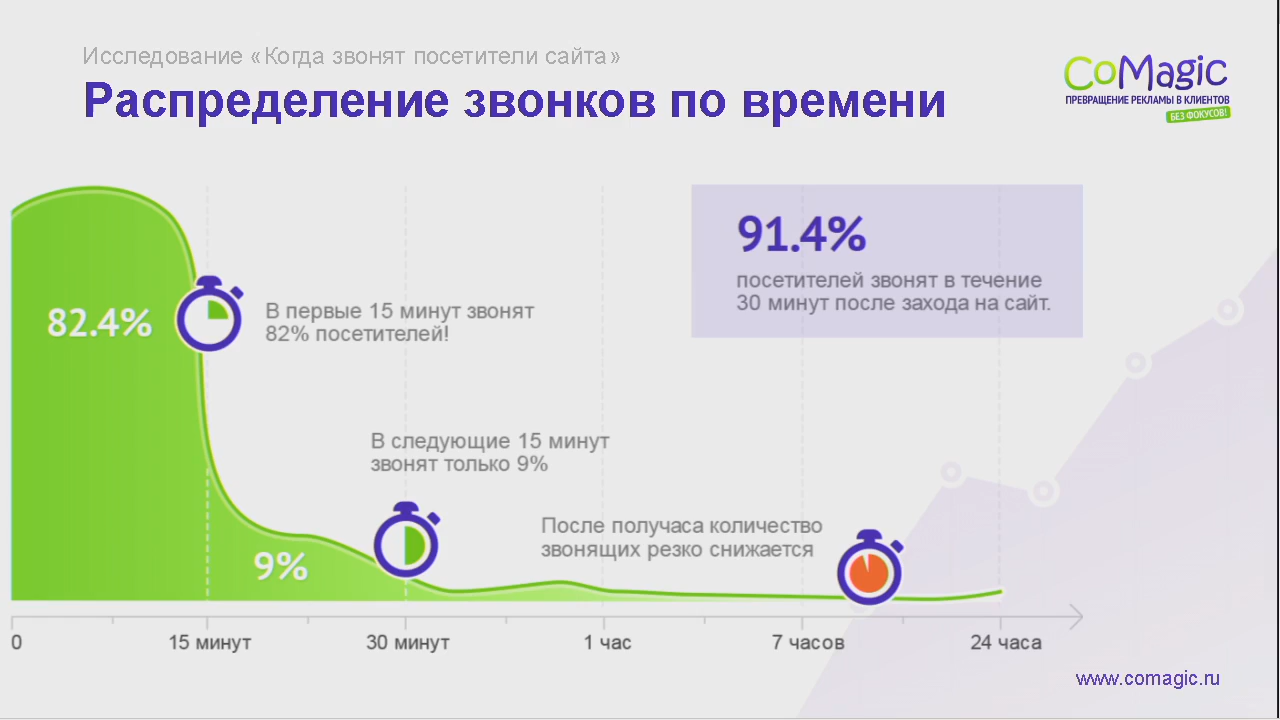 Исследование «Когда звонят посетители сайта»
Распределение звонков по времени
CoMagic
ПРЕВРАЩЕНИЕ РЕКЛАМЫ В КЛИЕНТОВ
БЕЗ ФОКУСОВ!
91.4%
посетителей звонят в течение
30 минут после захода на сайт.
82.4%
В первые 15 минут звонят
82% посетителей!
В следующие 15 минут
звонят только 9%
9%
После получаса количество
звонящих резко снижается
0 15 минут 30 минут 1 час 7 часов 24 часа
www.comagic.ru